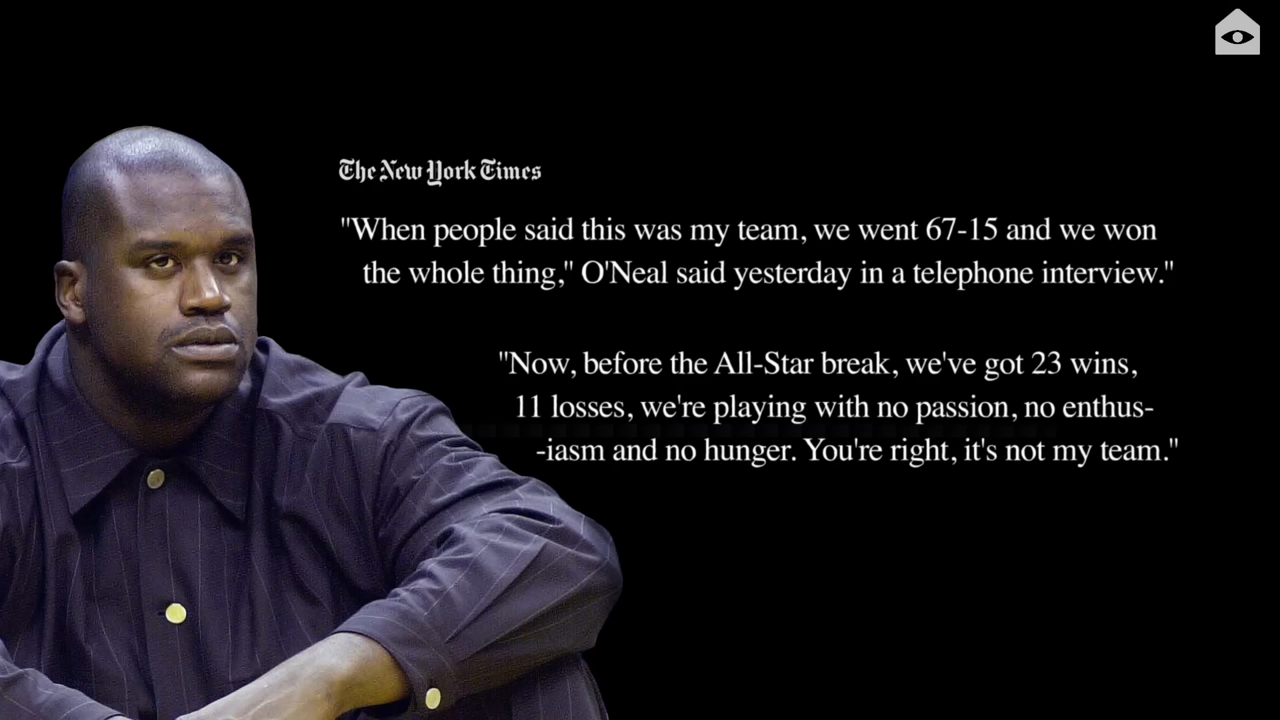 The New York Times
"When people said this was my team, we went 67-15 and we won
the whole thing," O'Neal said yesterday in a telephone interview."
"Now, before the All-Star break, we've got 23 wins,
11 losses, we're playing with no passion, no enthus-
-iasm and no hunger. You're right, it's not my team."